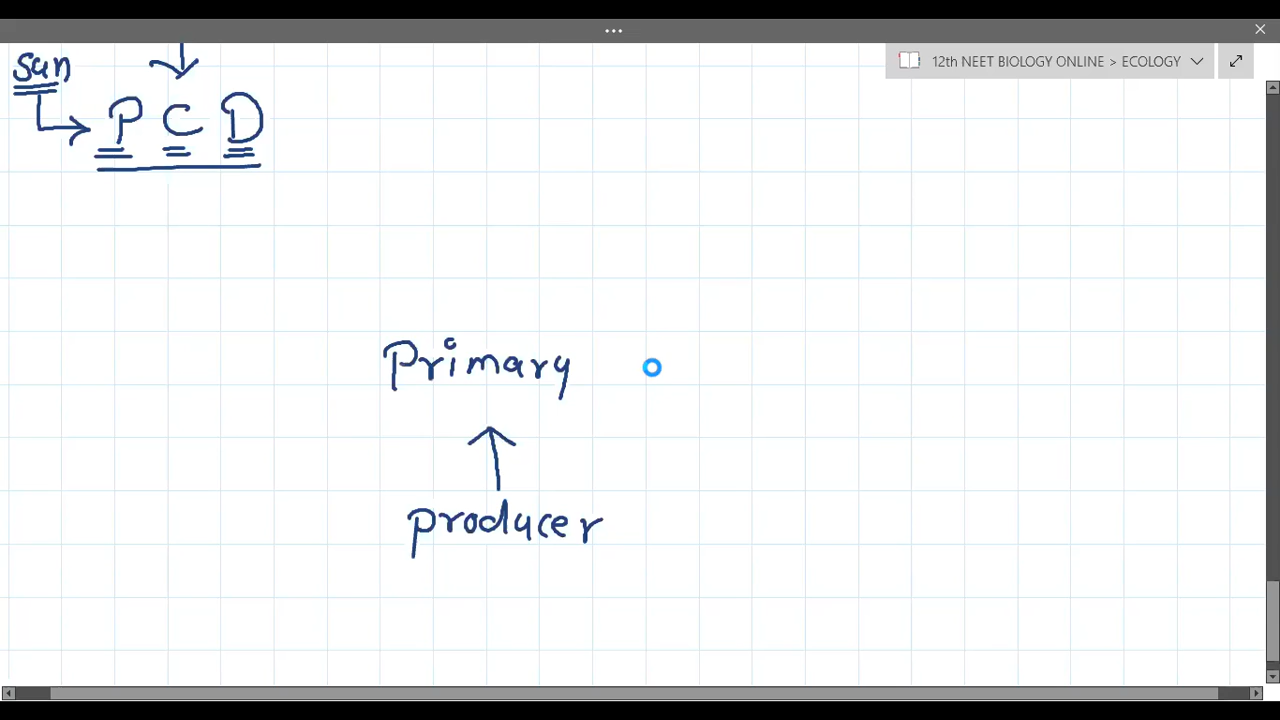 12th NEET BIOLOGY ONLINE > ECOLOGY
Sun
P C D
Primary
producer